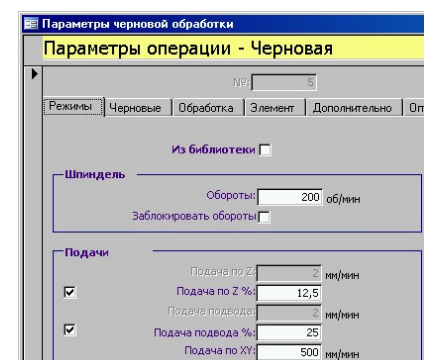 Параметры черновой обработки
Параметры операции - Черновая
№: 5
Режимы Черновые Обработка Элемент Дополнительно
Из библиотеки
Шпиндель
Обороты: 200 об/мин
Заблокировать обороты
Подачи
Подача по Z: 2 мм/мин
Подача по Z %: 12,5
Подача подвода: 2 мм/мин
Подача подвода %: 25
Подача по XY: 500 мм/мин